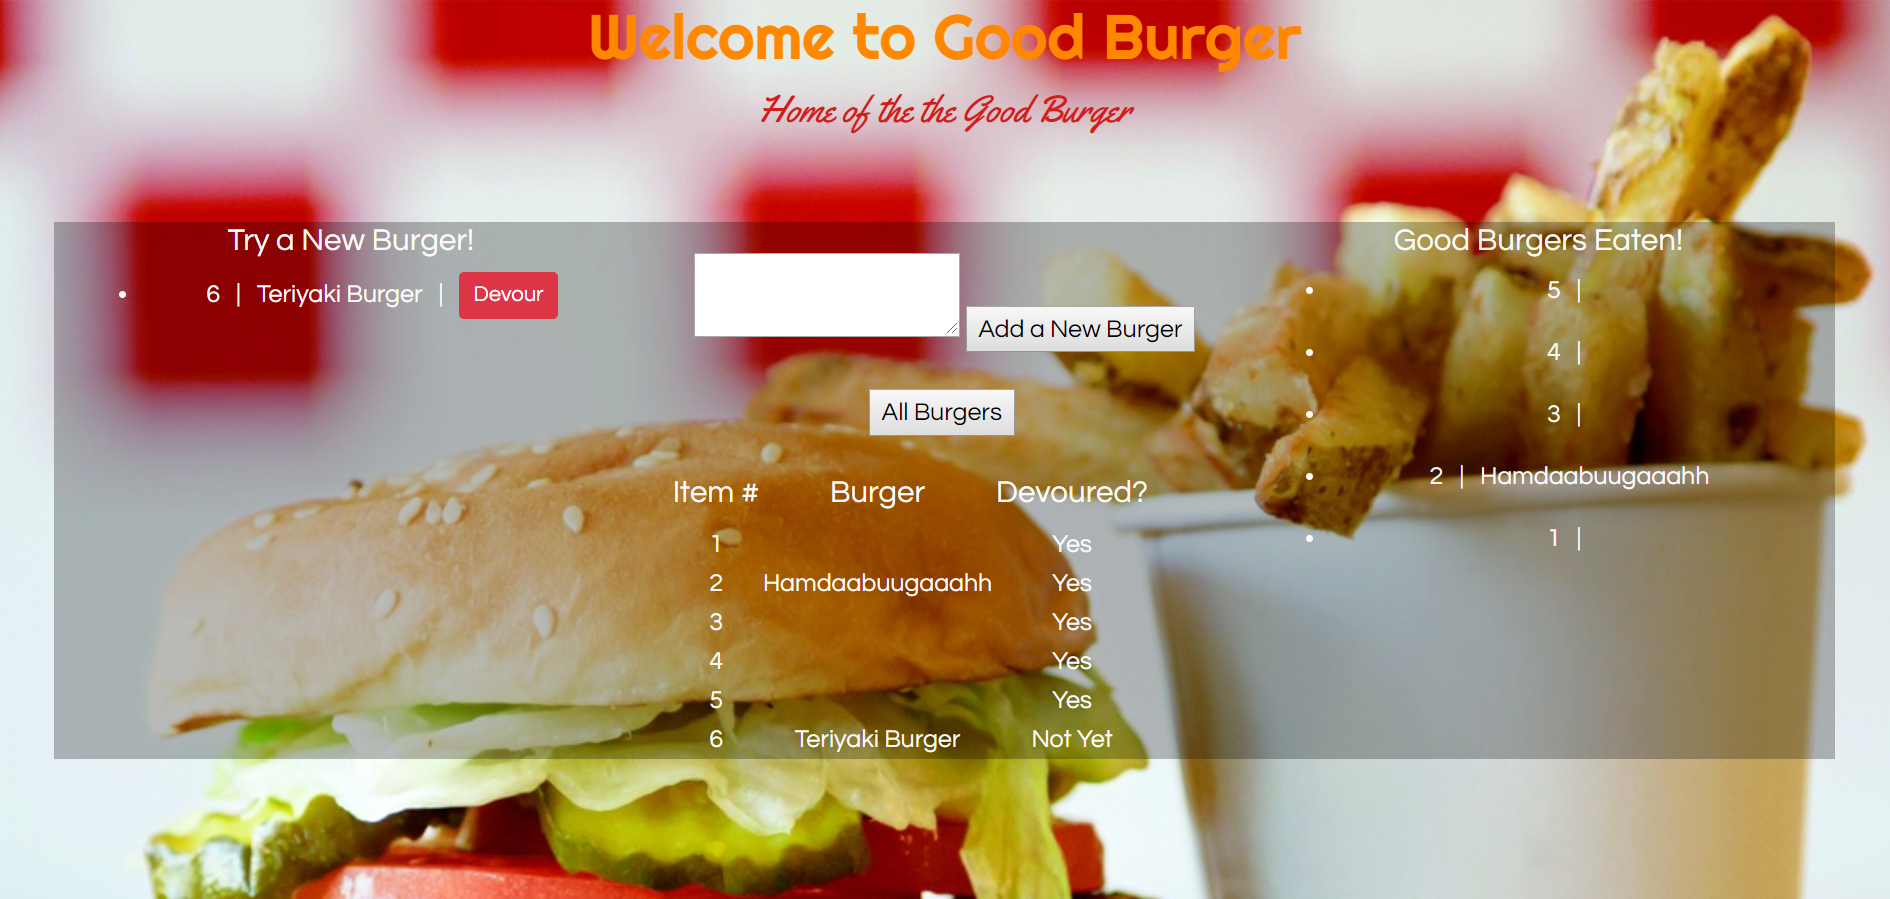 Welcome to Good Burger
Home of the the Good Burger
Try a New Burger!
6 | Teriyaki Burger | Devour
Add a New Burger
All Burgers
Item # Burger Devoured?
1 Yes
2 Hamdaabuugaaahh Yes
3 Yes
4 Yes
5 Yes
6 Teriyaki Burger Not Yet
Good Burgers Eaten!
5 |
4 |
3 |
2 | Hamdaabuugaaahh
1 |